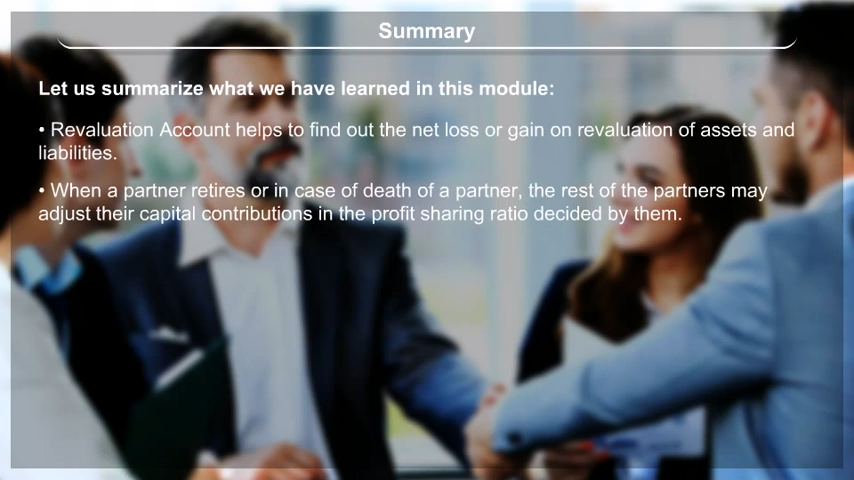 Summary
Let us summarize what we have learned in this module:
• Revaluation Account helps to find out the net loss or gain on revaluation of assets and
liabilities.
• When a partner retires or in case of death of a partner, the rest of the partners may
adjust their capital contributions in the profit sharing ratio decided by them.